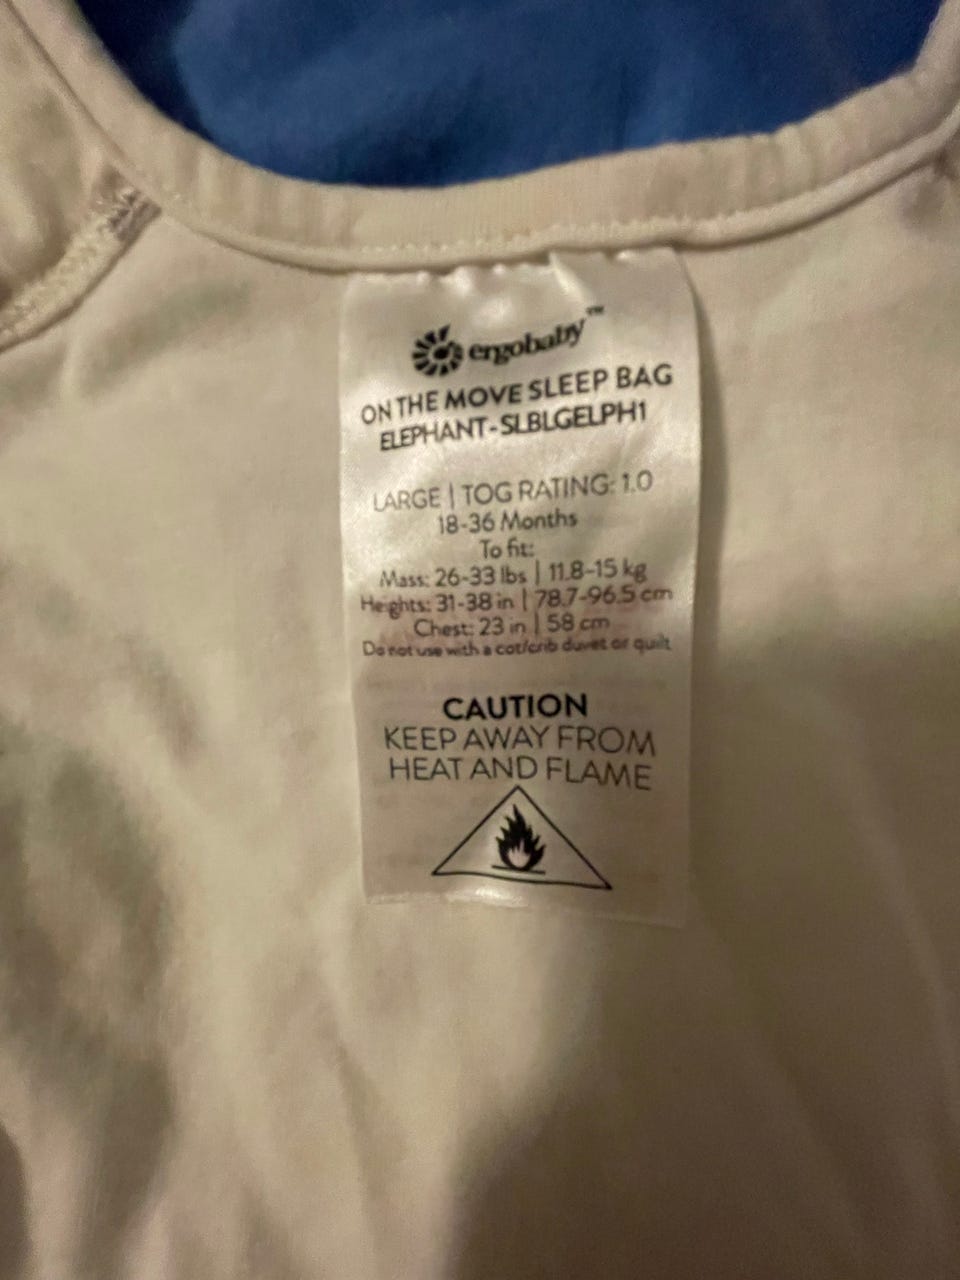 ergobaby™
ON THE MOVE SLEEP BAG
ELEPHANT-SLBLGELPH1
LARGE | TOG RATING: 1.0
18-36 Months
To fit:
Mass: 26-33 lbs | 11.8-15 kg
Heights: 31-38 in | 78.7-96.5 cm
Chest: 23 in | 58 cm
Do not use with a cot/crib duvet or quilt
CAUTION
KEEP AWAY FROM
HEAT AND FLAME